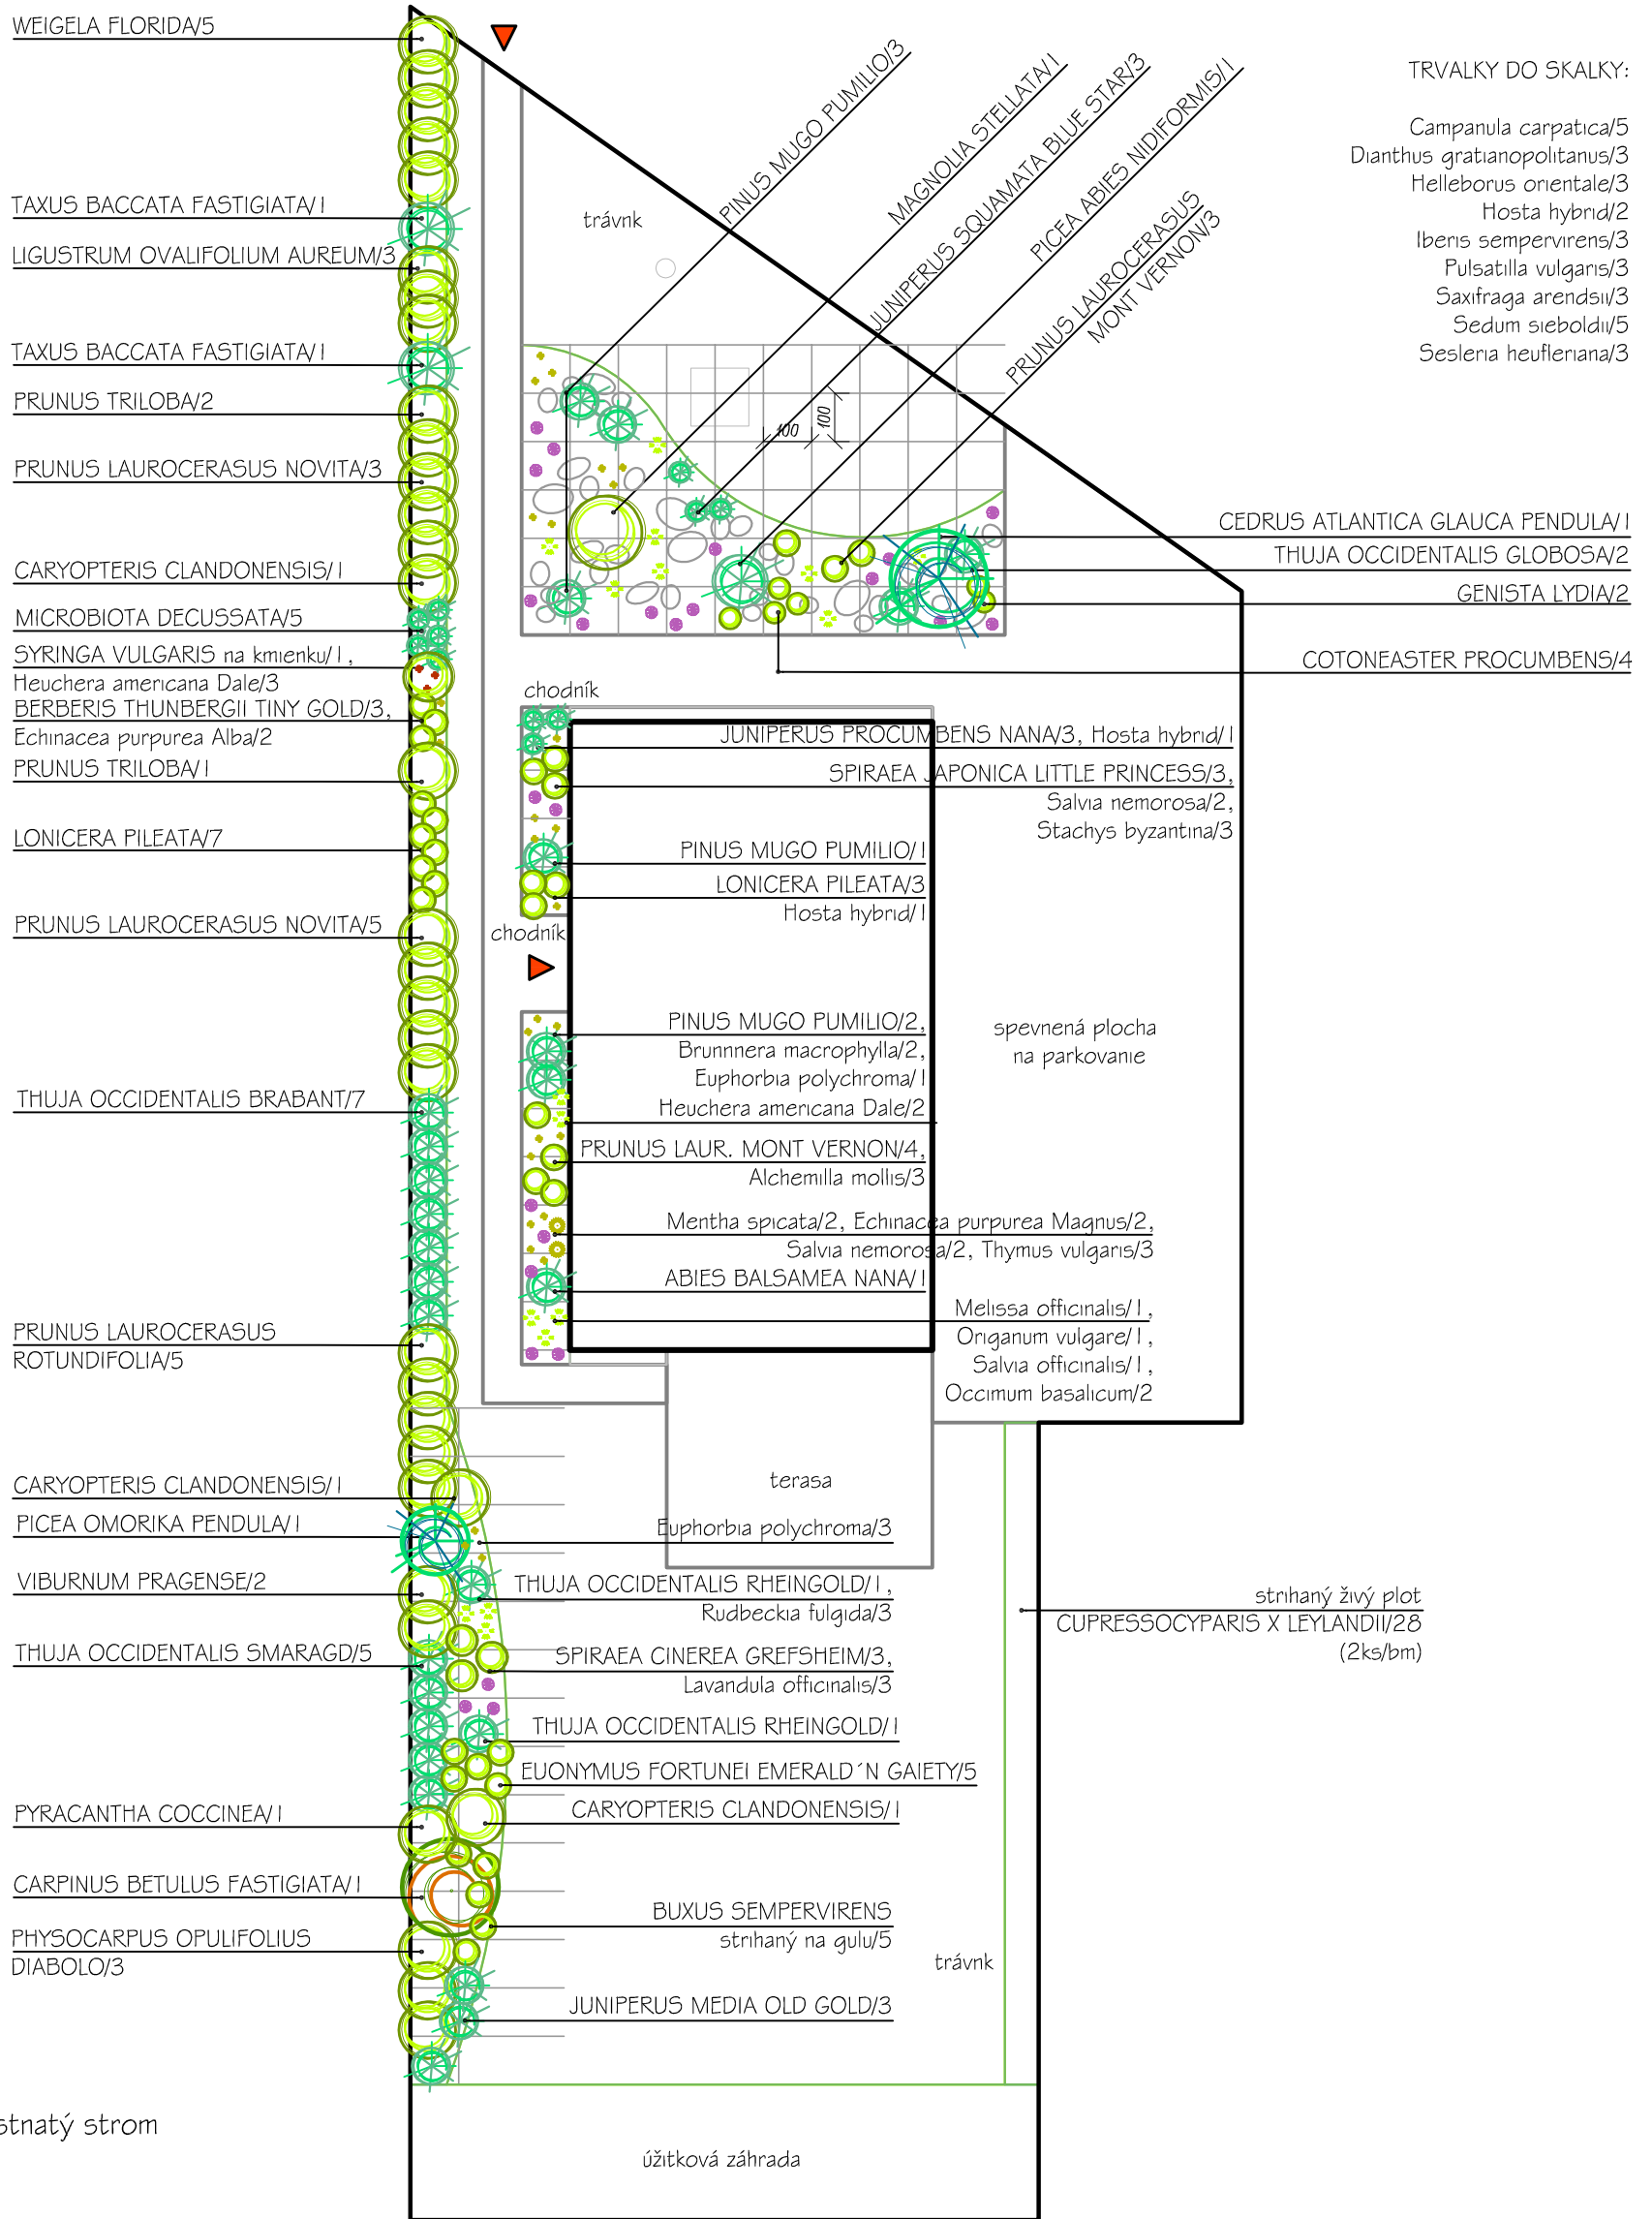 WEIGELA FLORIDA/5
TAXUS BACCATA FASTIGIATA/1
LIGUSTRUM OVALIFOLIUM AUREUM/3
TAXUS BACCATA FASTIGIATA/1
PRUNUS TRILOBA/2
PRUNUS LAUROCERASUS NOVITA/3
CARYOPTERIS CLANDONENSIS/1
MICROBIOTA DECUSSATA/5
SYRINGA VULGARIS na kmienku/1,
Heuchera americana Dale/3
BERBERIS THUNBERGII TINY GOLD/3,
Echinacea purpurea Alba/2
PRUNUS TRILOBA/1
LONICERA PILEATA/7
PRUNUS LAUROCERASUS NOVITA/5
THUJA OCCIDENTALIS BRABANT/7
PRUNUS LAUROCERASUS
ROTUNDIFOLIA/5
CARYOPTERIS CLANDONENSIS/1
PICEA OMORIKA PENDULA/1
VIBURNUM PRAGENSE/2
THUJA OCCIDENTALIS SMARAGD/5
PYRACANTHA COCCINEA/1
CARPINUS BETULUS FASTIGIATA/1
PHYSOCARPUS OPULIFOLIUS
DIABOLO/3
stnatý strom
trávnk
PINUS MUGO PUMILIO/3
MAGNOLIA STELLATA/1
JUNIPERUS SQUAMATA BLUE STAR/3
PICEA ABIES NIDIFORMIS/1
PRUNUS LAUROCERASUS
MONT VERNON/3
100
100
TRVALKY DO SKALKY:
Campanula carpatica/5
Dianthus gratianopolitanus/3
Helleborus orientale/3
Hosta hybrid/2
Iberis sempervirens/3
Pulsatilla vulgaris/3
Saxifraga arendsii/3
Sedum sieboldii/5
Sesleria heufleriana/3
CEDRUS ATLANTICA GLAUCA PENDULA/1
THUJA OCCIDENTALIS GLOBOSA/2
GENISTA LYDIA/2
COTONEASTER PROCUMBENS/4
chodník
JUNIPERUS PROCUMBENS NANA/3, Hosta hybrid/1
SPIRAEA JAPONICA LITTLE PRINCESS/3,
Salvia nemorosa/2,
Stachys byzantina/3
PINUS MUGO PUMILIO/1
LONICERA PILEATA/3
Hosta hybrid/1
chodník
PINUS MUGO PUMILIO/2,
Brunnnera macrophylla/2,
Euphorbia polychroma/1
Heuchera americana Dale/2
spevnená plocha
na parkovanie
PRUNUS LAUR. MONT VERNON/4,
Alchemilla mollis/3
Mentha spicata/2, Echinacea purpurea Magnus/2,
Salvia nemorosa/2, Thymus vulgaris/3
ABIES BALSAMEA NANA/1
Melissa officinalis/1,
Origanum vulgare/1,
Salvia officinalis/1,
Occimum basalicum/2
terasa
Euphorbia polychroma/3
THUJA OCCIDENTALIS RHEINGOLD/1,
Rudbeckia fulgida/3
SPIRAEA CINEREA GREFSHEIM/3,
Lavandula officinalis/3
THUJA OCCIDENTALIS RHEINGOLD/1
EUONYMUS FORTUNEI EMERALD´N GAIETY/5
CARYOPTERIS CLANDONENSIS/1
BUXUS SEMPERVIRENS
strihaný na gulu/5
JUNIPERUS MEDIA OLD GOLD/3
strihaný živý plot
CUPRESSOCYPARIS X LEYLANDII/28
(2ks/bm)
trávnk
úžitková záhrada